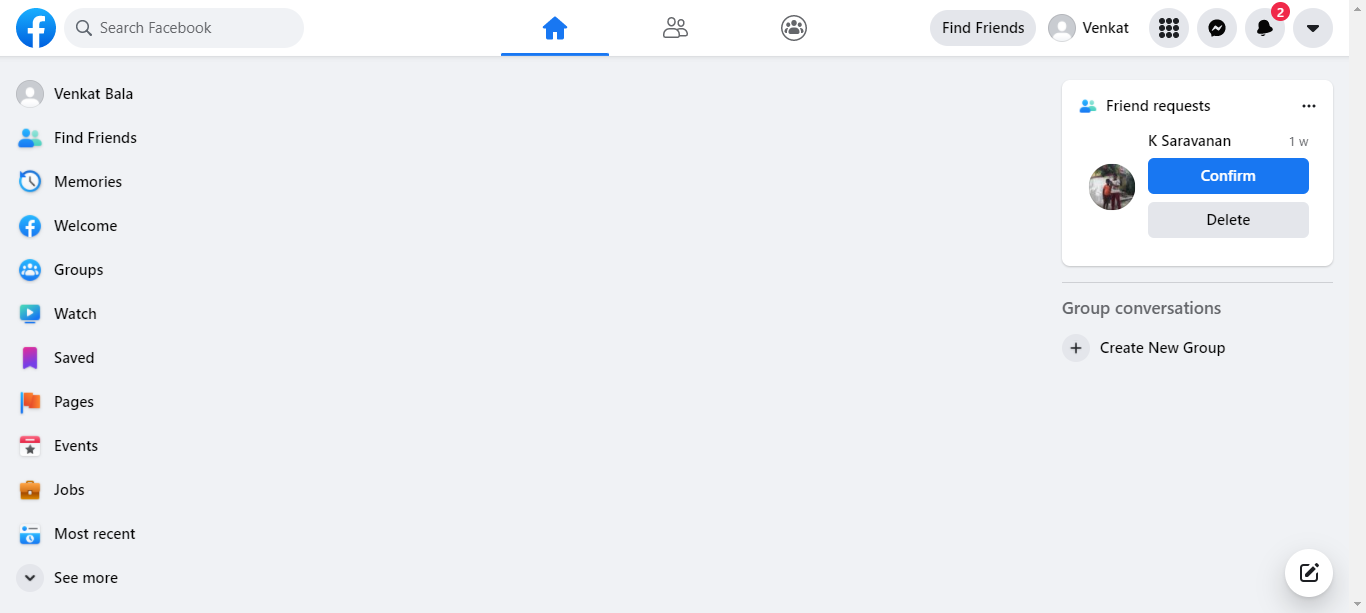 Search Facebook
Find Friends
Venkat
2
Venkat Bala
Find Friends
Memories
Welcome
Groups
Watch
Saved
Pages
Events
Jobs
Most recent
See more
Friend requests
K Saravanan 1 w
Confirm
Delete
Group conversations
Create New Group